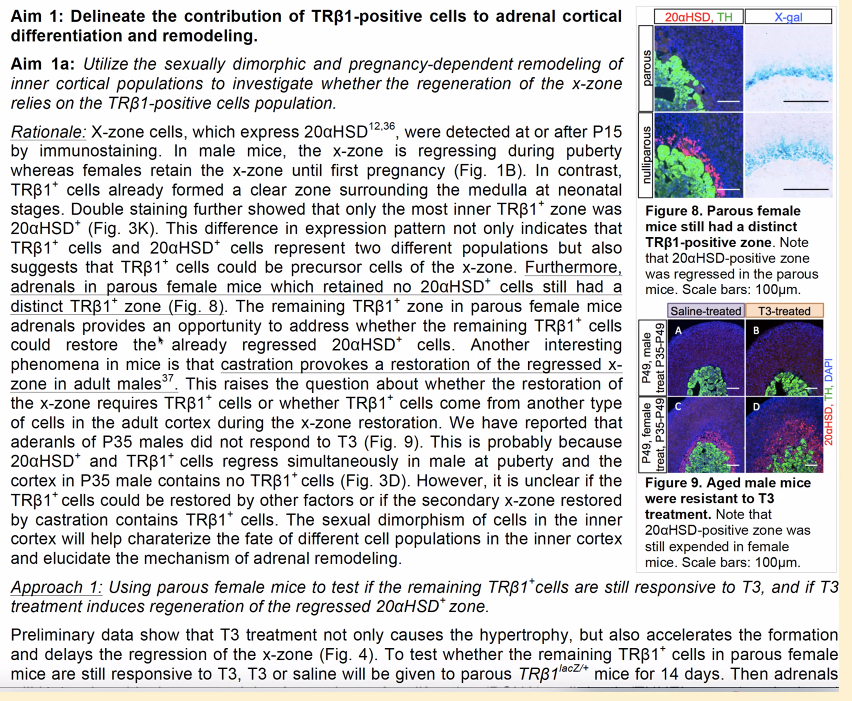 Aim 1: Delineate the contribution of TRβ1-positive cells to adrenal cortical
differentiation and remodeling.
Aim 1a: Utilize the sexually dimorphic and pregnancy-dependent remodeling of
inner cortical populations to investigate whether the regeneration of the x-zone
relies on the TRβ1-positive cells population.
Rationale: X-zone cells, which express 20αHSD12,36, were detected at or after P15
by immunostaining. In male mice, the x-zone is regressing during puberty
whereas females retain the x-zone until first pregnancy (Fig. 1B). In contrast,
TRβ1+ cells already formed a clear zone surrounding the medulla at neonatal
stages. Double staining further showed that only the most inner TRβ1+ zone was
20αHSD+ (Fig. 3K). This difference in expression pattern not only indicates that
TRβ1+ cells and 20αHSD+ cells represent two different populations but also
suggests that TRβ1+ cells could be precursor cells of the x-zone. Furthermore,
adrenals in parous female mice which retained no 20αHSD+ cells still had a
distinct TRβ1+ zone (Fig. 8). The remaining TRβ1+ zone in parous female mice
adrenals provides an opportunity to address whether the remaining TRβ1+ cells
could restore the already regressed 20αHSD+ cells. Another interesting
phenomena in mice is that castration provokes a restoration of the regressed x-
zone in adult males37. This raises the question about whether the restoration of
the x-zone requires TRβ1+ cells or whether TRβ1+ cells come from another type
of cells in the adult cortex during the x-zone restoration. We have reported that
aderanls of P35 males did not respond to T3 (Fig. 9). This is probably because
20αHSD+ and TRβ1+ cells regress simultaneously in male at puberty and the
cortex in P35 male contains no TRβ1+ cells (Fig. 3D). However, it is unclear if the
TRβ1+ cells could be restored by other factors or if the secondary x-zone restored
by castration contains TRβ1+ cells. The sexual dimorphism of cells in the inner
cortex will help charaterize the fate of different cell populations in the inner cortex
and elucidate the mechanism of adrenal remodeling.
20αHSD, TH
X-gal
parous
nulliparous
Figure 8. Parous female
mice still had a distinct
TRβ1-positive zone. Note
that 20αHSD-positive zone
was regressed in the parous
mice. Scale bars: 100μm.
Saline-treated
T3-treated
P49, male
treat P35-P49
P49, female
treat, P35-P49
A
B
C
D
20αHSD, TH, DAPI
Figure 9. Aged male mice
were resistant to T3
treatment. Note that
20αHSD-positive zone was
still expended in female
mice. Scale bars: 100μm.
Approach 1: Using parous female mice to test if the remaining TRβ1+cells are still responsive to T3, and if T3
treatment induces regeneration of the regressed 20αHSD+ zone.
Preliminary data show that T3 treatment not only causes the hypertrophy, but also accelerates the formation
and delays the regression of the x-zone (Fig. 4). To test whether the remaining TRβ1+ cells in parous female
mice are still responsive to T3, T3 or saline will be given to parous TRβ1lacZ/+ mice for 14 days. Then adrenals